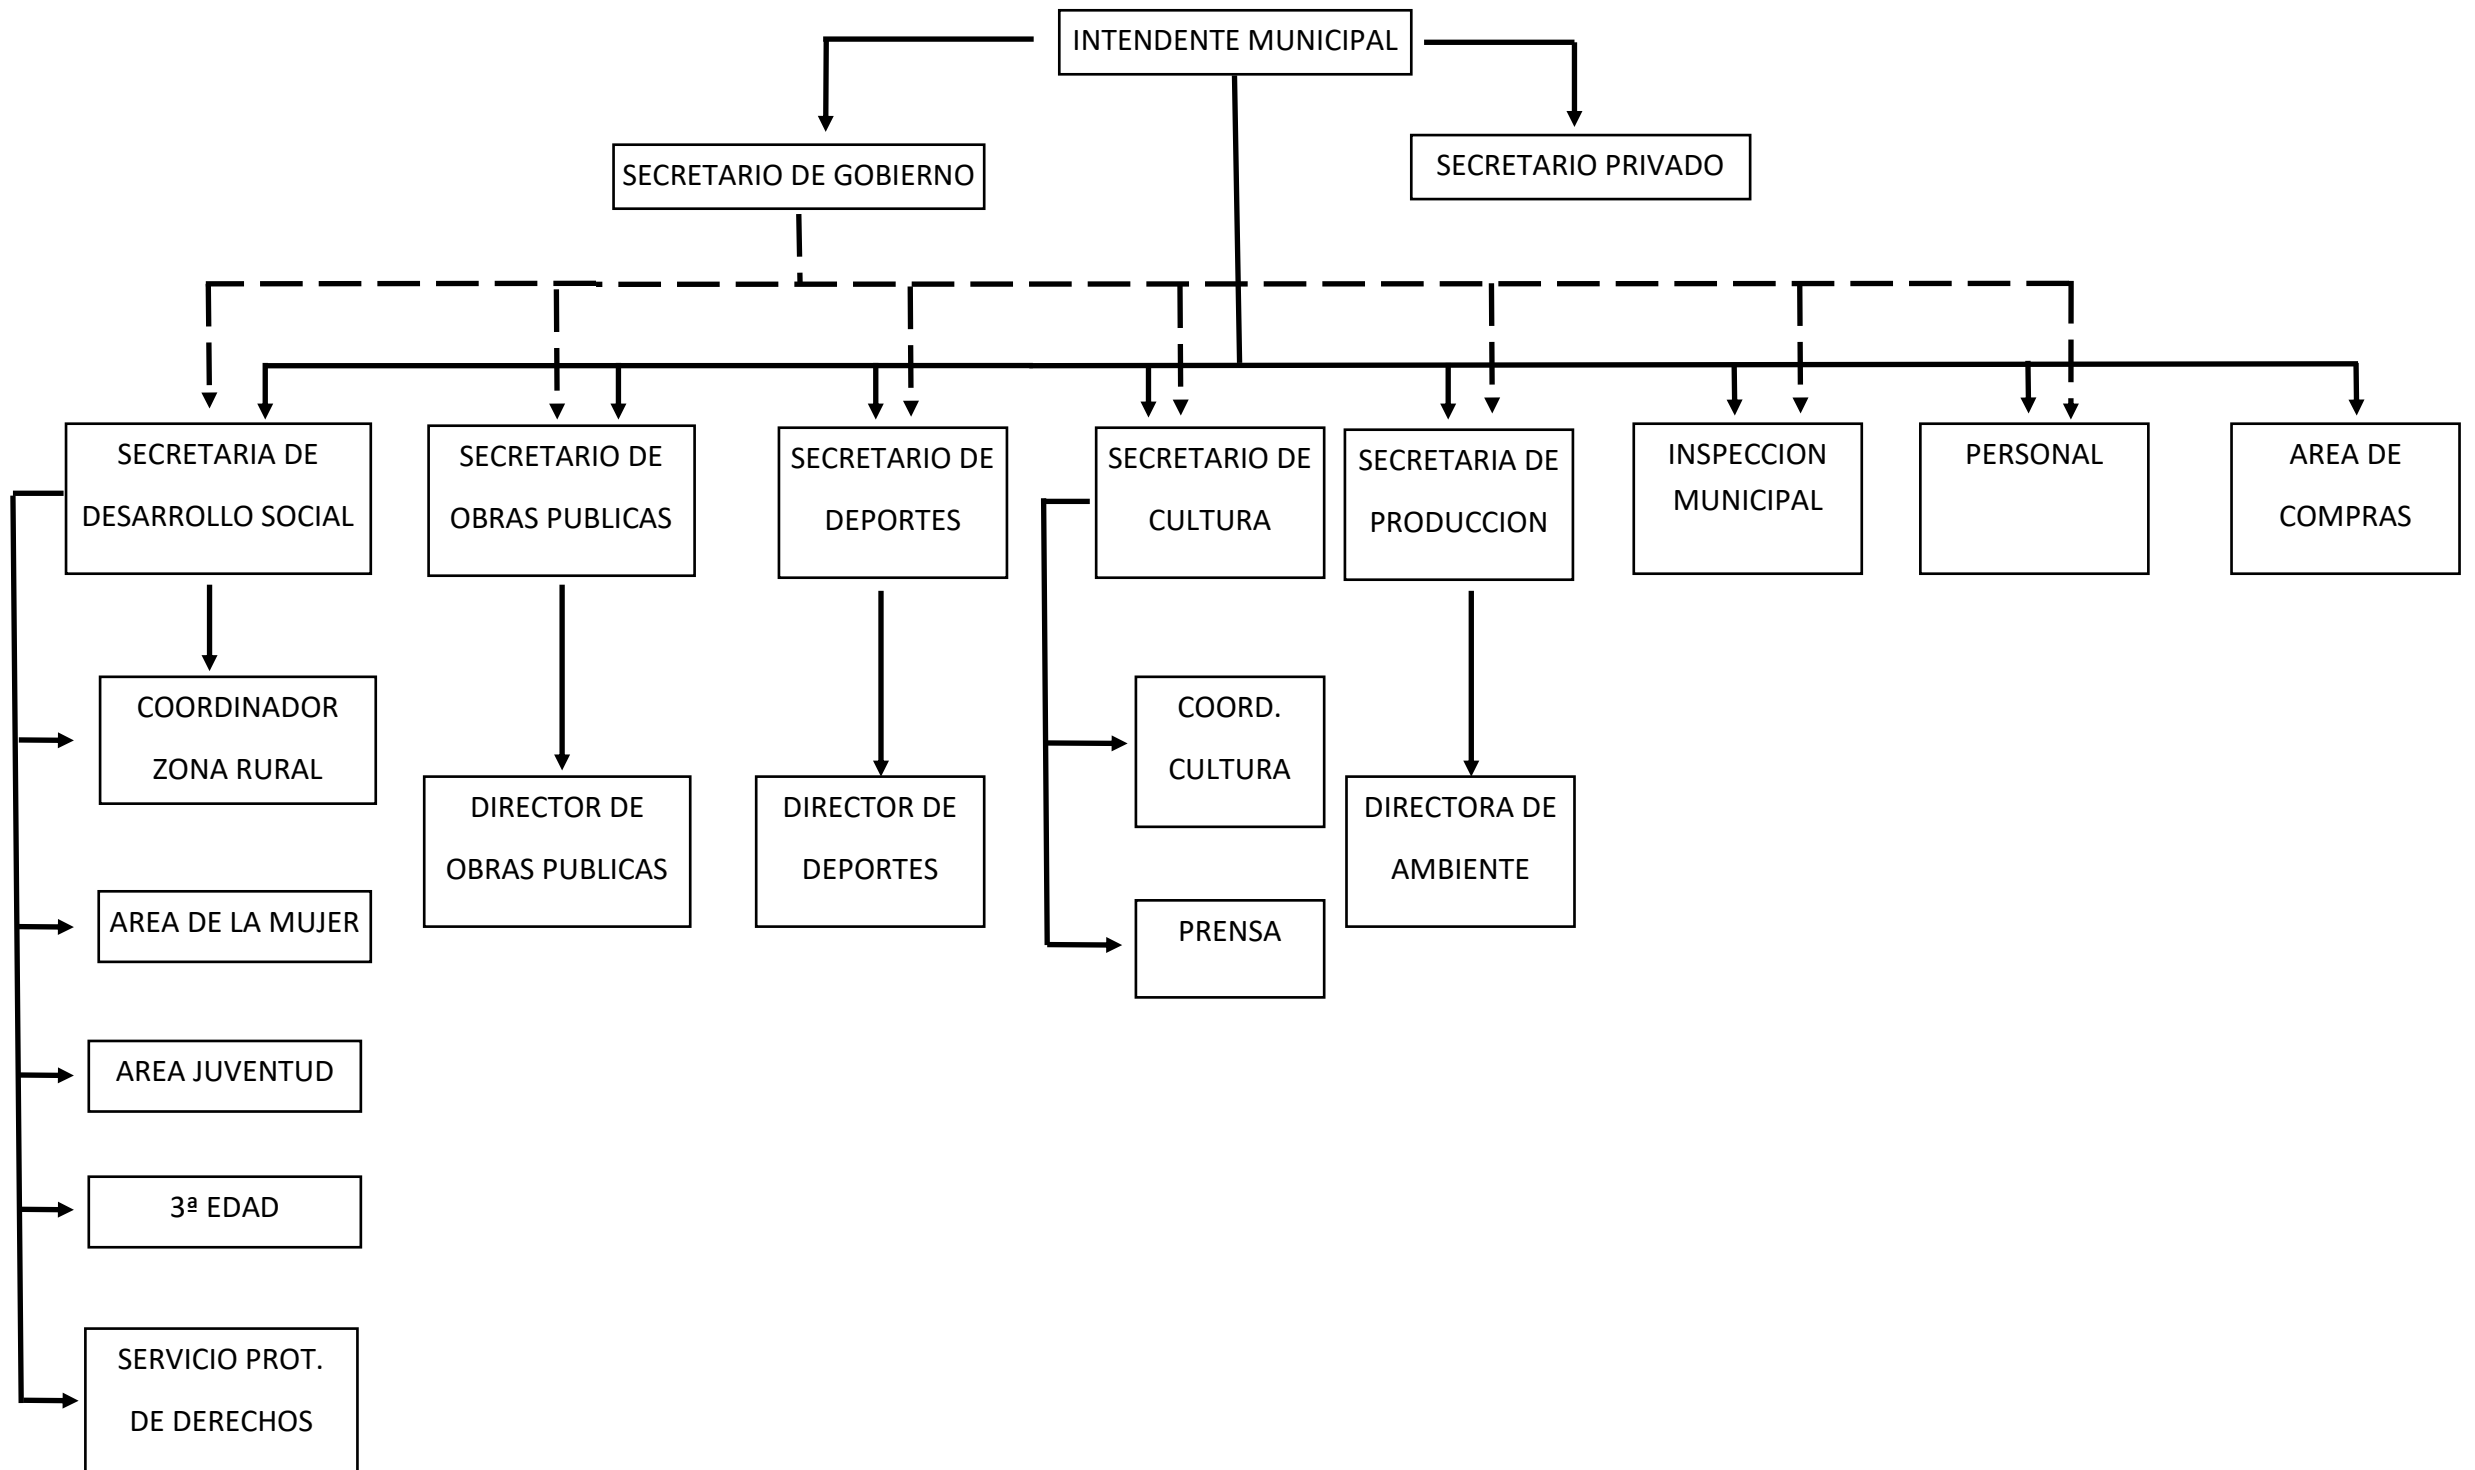 INTENDENTE MUNICIPAL
SECRETARIO DE GOBIERNO
SECRETARIO PRIVADO
SECRETARIA DE
DESARROLLO SOCIAL
SECRETARIO DE
OBRAS PUBLICAS
SECRETARIO DE
DEPORTES
SECRETARIO DE
CULTURA
SECRETARIA DE
PRODUCCION
INSPECCION
MUNICIPAL
PERSONAL
AREA DE
COMPRAS
COORDINADOR
ZONA RURAL
COORD.
CULTURA
DIRECTOR DE
OBRAS PUBLICAS
DIRECTOR DE
DEPORTES
DIRECTORA DE
AMBIENTE
AREA DE LA MUJER
PRENSA
AREA JUVENTUD
3ª EDAD
SERVICIO PROT.
DE DERECHOS